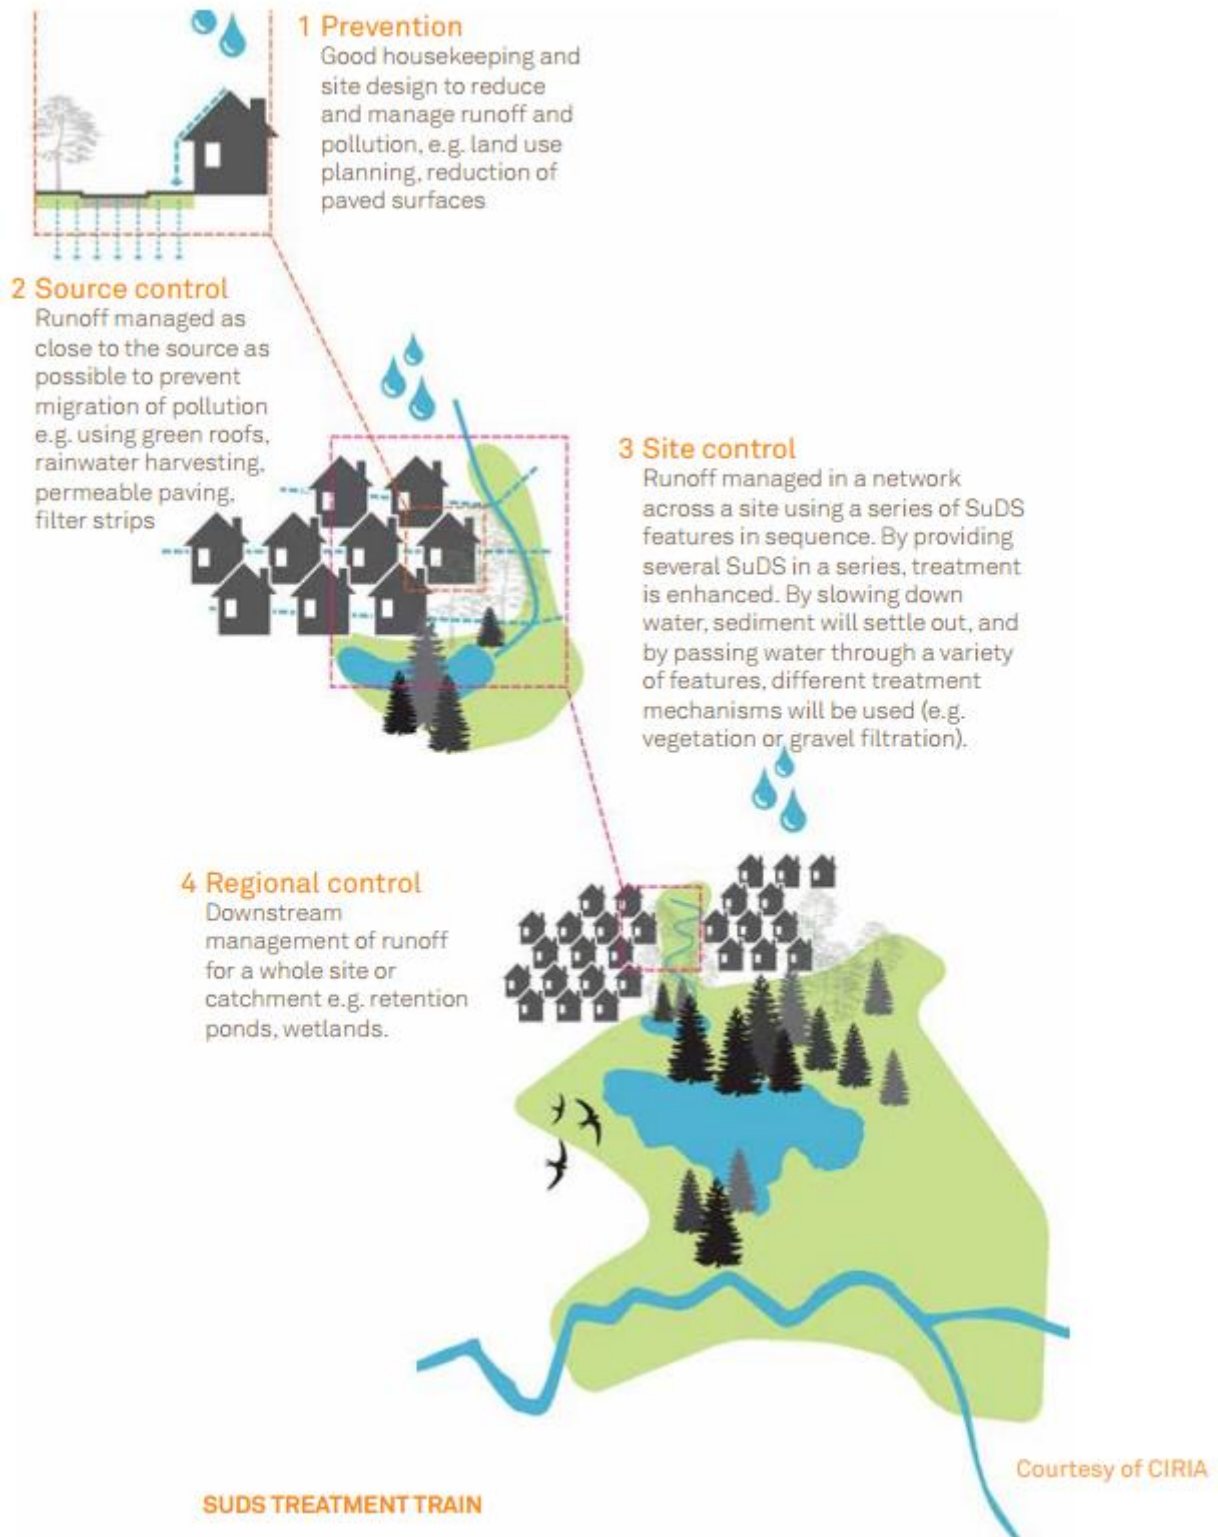 1 Prevention
Good housekeeping and
site design to reduce
and manage runoff and
pollution, e.g. land use
planning, reduction of
paved surfaces
2 Source control
Runoff managed as
close to the source as
possible to prevent
migration of pollution
e.g. using green roofs,
rainwater harvesting,
permeable paving,
filter strips
3 Site control
Runoff managed in a network
across a site using a series of SuDS
features in sequence. By providing
several SuDS in a series, treatment
is enhanced. By slowing down
water, sediment will settle out, and
by passing water through a variety
of features, different treatment
mechanisms will be used (e.g.
vegetation or gravel filtration).
4 Regional control
Downstream
management of runoff
for a whole site or
catchment e.g. retention
ponds, wetlands.
Courtesy of CIRIA
SUDS TREATMENT TRAIN